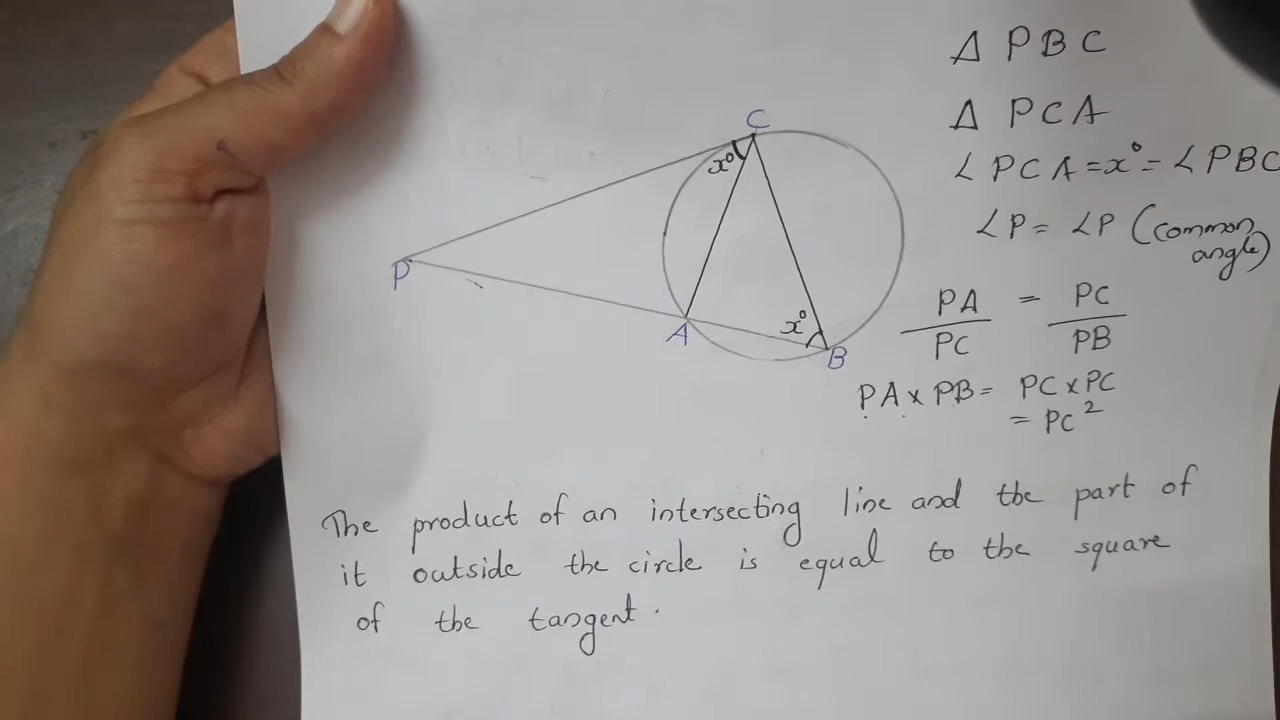 Δ PBC
Δ PCA
∠PCA = x° = ∠PBC
∠P = ∠P (common angle)
PA/PC = PC/PB
PA × PB = PC × PC
= PC²
C
x°
P
x°
A
B
The product of an intersecting line and the part of
it outside the circle is equal to the square
of the tangent.